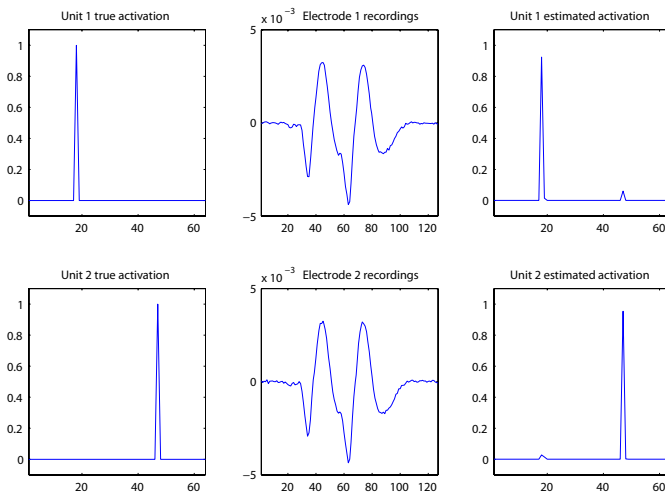 Unit 1 true activation
1
0.8
0.6
0.4
0.2
0
20 40 60
Electrode 1 recordings
x 10⁻³
5
0
−5
20 40 60 80 100 120
Unit 1 estimated activation
1
0.8
0.6
0.4
0.2
0
20 40 60
Unit 2 true activation
1
0.8
0.6
0.4
0.2
0
20 40 60
Electrode 2 recordings
x 10⁻³
5
0
−5
20 40 60 80 100 120
Unit 2 estimated activation
1
0.8
0.6
0.4
0.2
0
20 40 60